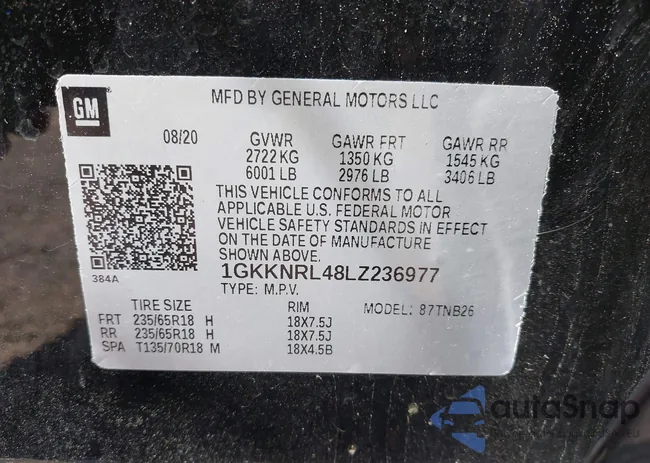 GM
MFD BY GENERAL MOTORS LLC
08/20 GVWR GAWR FRT GAWR RR
2722 KG 1350 KG 1545 KG
6001 LB 2976 LB 3406 LB
THIS VEHICLE CONFORMS TO ALL
APPLICABLE U.S. FEDERAL MOTOR
VEHICLE SAFETY STANDARDS IN EFFECT
ON THE DATE OF MANUFACTURE
SHOWN ABOVE.
384A
1GKKNRL48LZ236977
TYPE: M.P.V.
TIRE SIZE RIM MODEL: 87TNB26
FRT 235/65R18 H 18X7.5J
RR 235/65R18 H 18X7.5J
SPA T135/70R18 M 18X4.5B
autoSnap